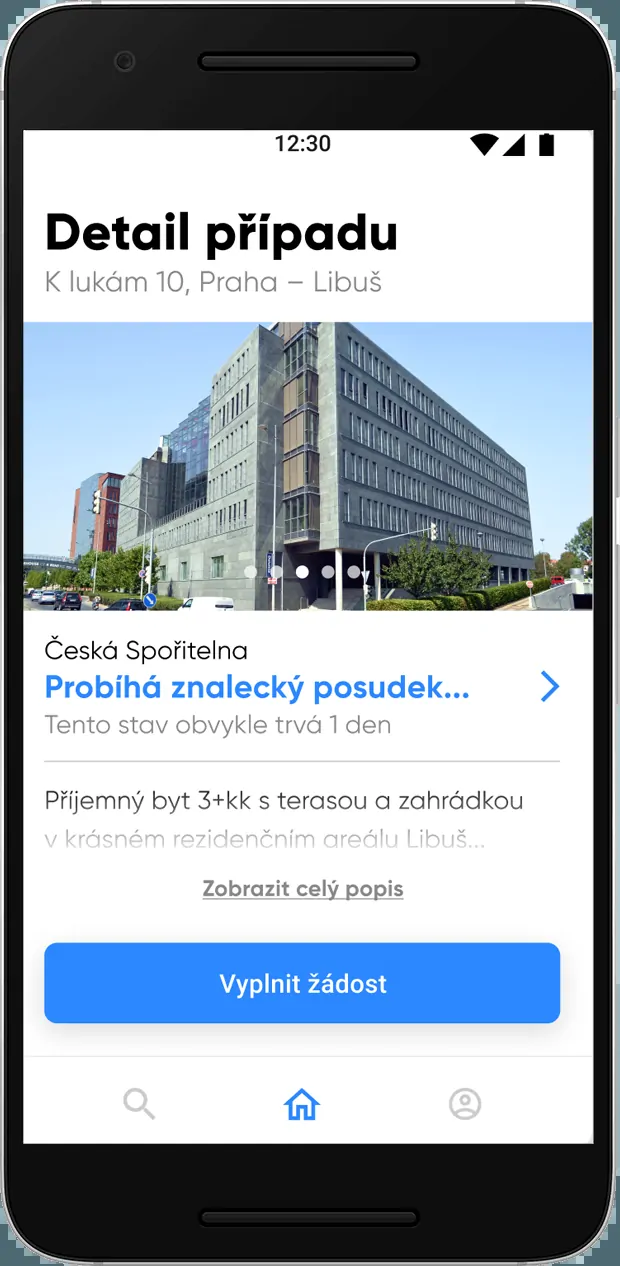 12:30
Detail případu
K lukám 10, Praha – Libuš
Česká Spořitelna
Probíhá znalecký posudek...
Tento stav obvykle trvá 1 den
Příjemný byt 3+kk s terasou a zahrádkou
v krásném rezidenčním areálu Libuš...
Zobrazit celý popis
Vyplnit žádost